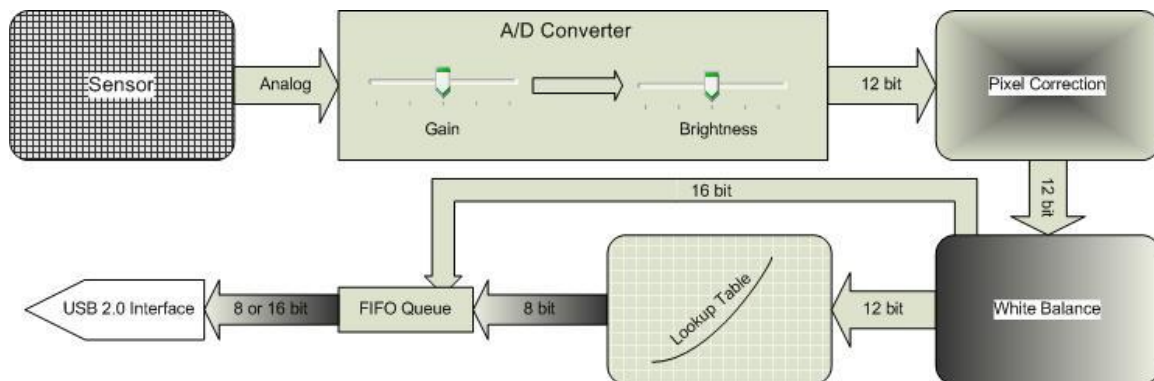 A/D Converter
Sensor
Analog
Gain
Brightness
12 bit
Pixel Correction
12 bit
16 bit
White Balance
12 bit
Lookup Table
8 bit
FIFO Queue
8 or 16 bit
USB 2.0 Interface